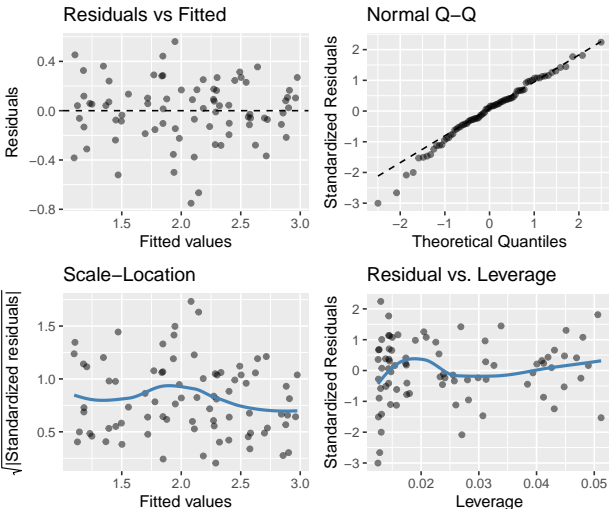 Residuals vs Fitted
Residuals
0.4
0.0
−0.4
−0.8
1.5 2.0 2.5 3.0
Fitted values
Normal Q−Q
Standardized Residuals
2
1
0
−1
−2
−3
−2 −1 0 1 2
Theoretical Quantiles
Scale−Location
√|Standardized residuals|
1.5
1.0
0.5
1.5 2.0 2.5 3.0
Fitted values
Residual vs. Leverage
Standardized Residuals
2
1
0
−1
−2
−3
0.02 0.03 0.04 0.05
Leverage